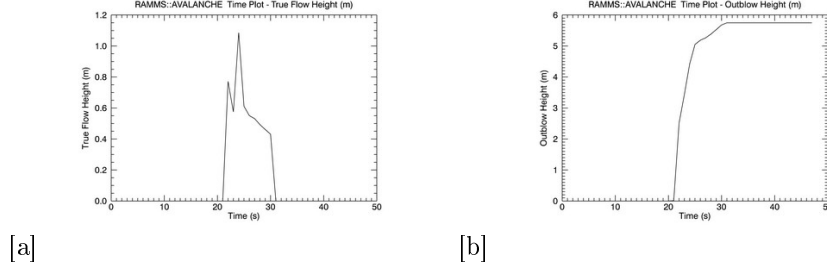 RAMMS::AVALANCHE Time Plot - True Flow Height (m)
1.2
1.0
0.8
0.6
0.4
0.2
0.0
True Flow Height (m)
0 10 20 30 40 50
Time (s)
[a]
RAMMS::AVALANCHE Time Plot - Outblow Height (m)
6
5
4
3
2
1
0
Outblow Height (m)
0 10 20 30 40 50
Time (s)
[b]